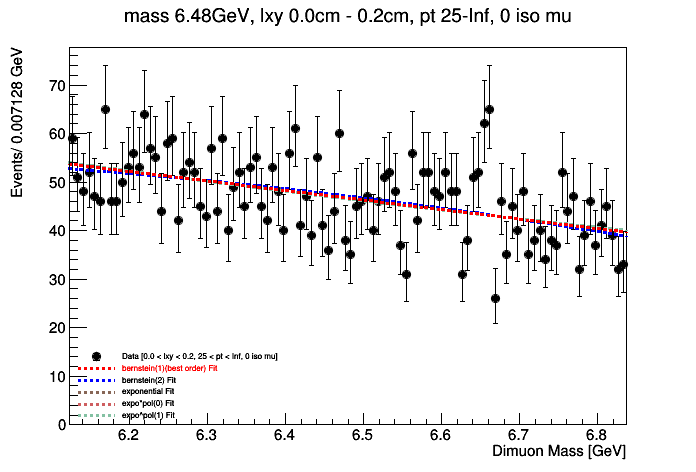 mass 6.48GeV, lxy 0.0cm - 0.2cm, pt 25-Inf, 0 iso mu
Events/ 0.007128 GeV
70
60
50
40
30
20
10
0
Data [0.0 < lxy < 0.2, 25 < pt < Inf, 0 iso mu]
bernstein(1)(best order) Fit
bernstein(2) Fit
exponential Fit
expo*pol(0) Fit
expo*pol(1) Fit
6.2 6.3 6.4 6.5 6.6 6.7 6.8
Dimuon Mass [GeV]